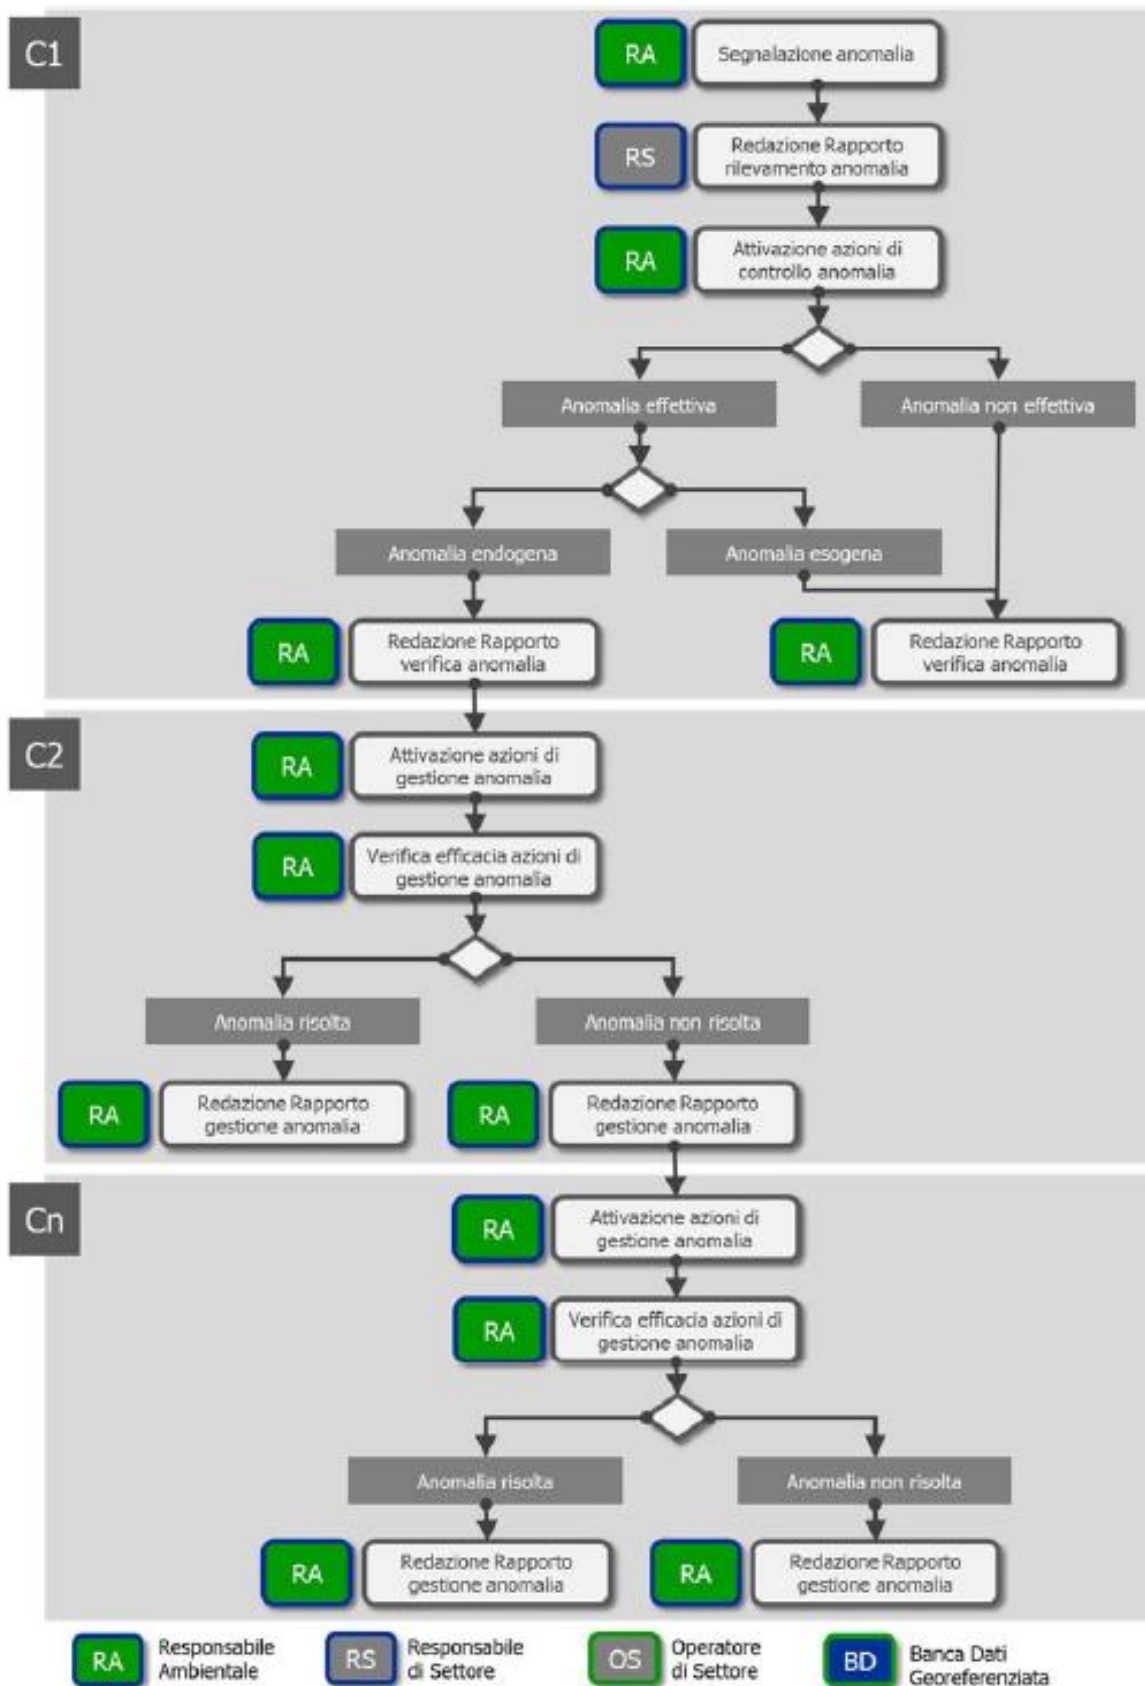 C1
RA
Segnalazione anomalia
RS
Redazione Rapporto
rilevamento anomalia
RA
Attivazione azioni di
controllo anomalia
Anomalia effettiva
Anomalia non effettiva
Anomalia endogena
Anomalia esogena
RA
Redazione Rapporto
verifica anomalia
RA
Redazione Rapporto
verifica anomalia
C2
RA
Attivazione azioni di
gestione anomalia
RA
Verifica efficacia azioni di
gestione anomalia
Anomalia risolta
Anomalia non risolta
RA
Redazione Rapporto
gestione anomalia
RA
Redazione Rapporto
gestione anomalia
Cn
RA
Attivazione azioni di
gestione anomalia
RA
Verifica efficacia azioni di
gestione anomalia
Anomalia risolta
Anomalia non risolta
RA
Redazione Rapporto
gestione anomalia
RA
Redazione Rapporto
gestione anomalia
RA
Responsabile
Ambientale
RS
Responsabile
di Settore
OS
Operatore
di Settore
BD
Banca Dati
Georeferenziata